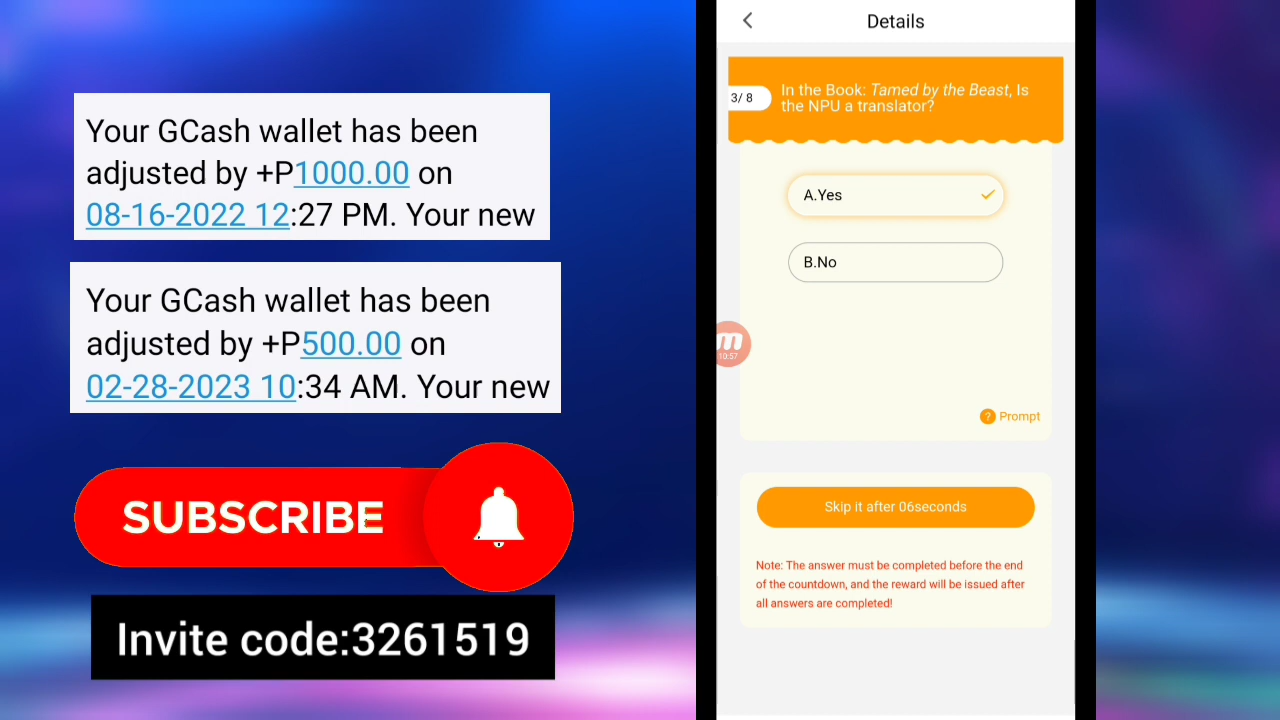 Your GCash wallet has been
adjusted by +P1000.00 on
08-16-2022 12:27 PM. Your new
Your GCash wallet has been
adjusted by +P500.00 on
02-28-2023 10:34 AM. Your new
SUBSCRIBE
Invite code:3261519
Details
3/ 8
In the Book: Tamed by the Beast, Is
the NPU a translator?
A.Yes
B.No
m
10:57
? Prompt
Skip it after 06seconds
Note: The answer must be completed before the end
of the countdown, and the reward will be issued after
all answers are completed!